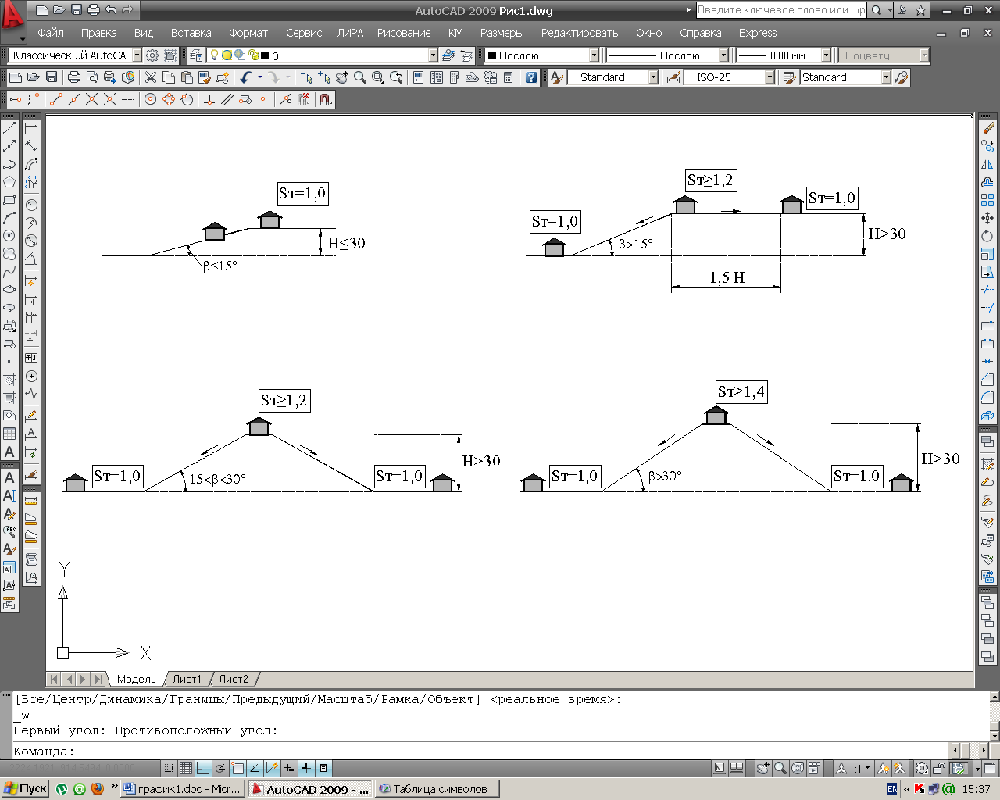 AutoCAD 2009 Рис1.dwg
Введите ключевое слово или фр
Файл Правка Вид Вставка Формат Сервис ЛИРА Рисование КМ Размеры Редактировать Окно Справка Express
Классическ...й AutoCAD
0
Послою
Послою
0.00 мм
Поцветч
Standard
ISO-25
Standard
Sт=1,0
H≤30
β≤15°
Sт≥1,2
Sт=1,0
Sт=1,0
β>15°
H>30
1,5 H
Sт≥1,2
Sт=1,0
15<β<30°
Sт=1,0
H>30
Sт≥1,4
Sт=1,0
β>30°
Sт=1,0
H>30
Y
X
Модель Лист1 Лист2
[Все/Центр/Динамика/Границы/Предыдущий/Масштаб/Рамка/Объект] <реальное время>:
_w
Первый угол: Противоположный угол:
Команда:
1:1
Пуск
график1.doc - Micr...
AutoCAD 2009 - ...
Таблица символов
EN
15:37